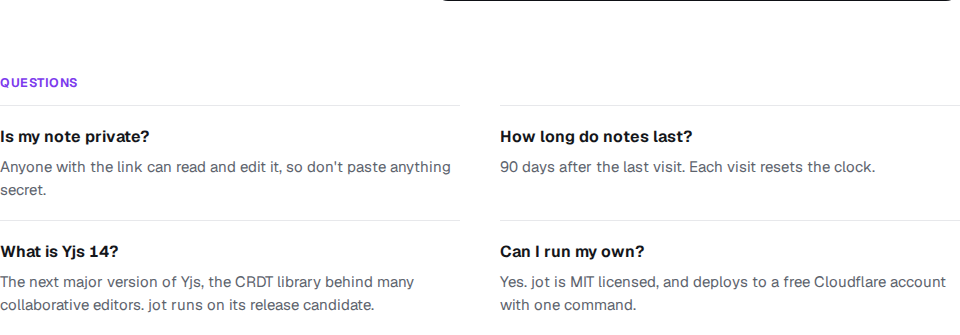 QUESTIONS
Is my note private?
Anyone with the link can read and edit it, so don't paste anything
secret.
How long do notes last?
90 days after the last visit. Each visit resets the clock.
What is Yjs 14?
The next major version of Yjs, the CRDT library behind many
collaborative editors. jot runs on its release candidate.
Can I run my own?
Yes. jot is MIT licensed, and deploys to a free Cloudflare account
with one command.